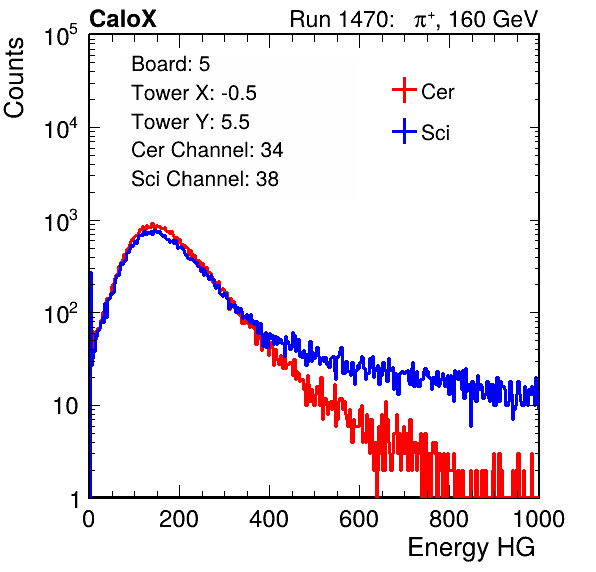 CaloX Run 1470: π⁺, 160 GeV
Counts
10⁵
10⁴
10³
10²
10
1
Board: 5
Tower X: -0.5
Tower Y: 5.5
Cer Channel: 34
Sci Channel: 38
Cer
Sci
0 200 400 600 800 1000
Energy HG